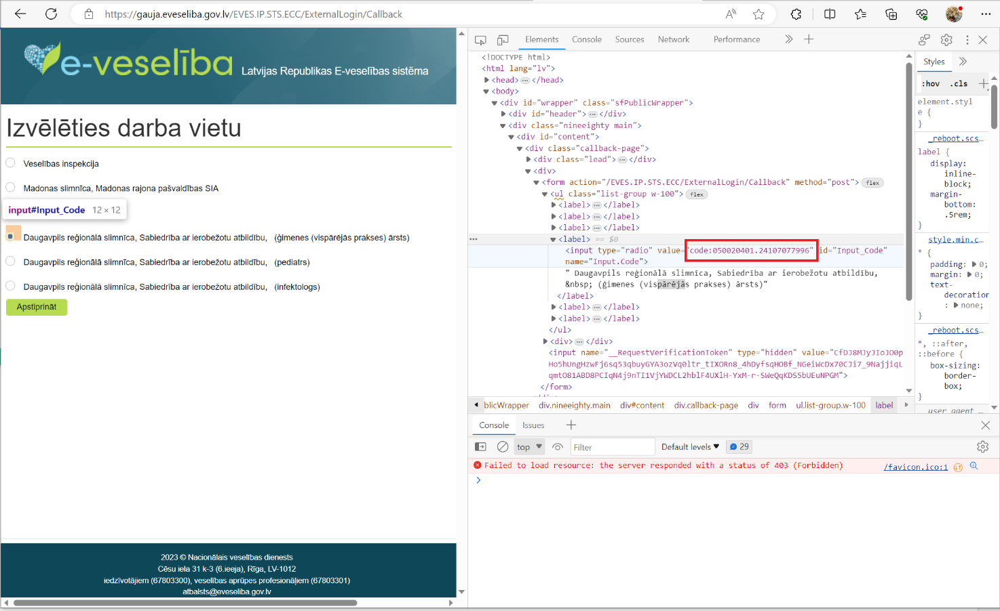 https://gauja.eveseliba.gov.lv/EVES.IP.STS.ECC/ExternalLogin/Callback
e-veselība Latvijas Republikas E-veselības sistēma
Izvēlēties darba vietu
Veselības inspekcija
Madonas slimnīca, Madonas rajona pašvaldības SIA
input#Input_Code 12 × 12
Daugavpils reģionālā slimnīca, Sabiedrība ar ierobežotu atbildību, (ģimenes (vispārējās prakses) ārsts)
Daugavpils reģionālā slimnīca, Sabiedrība ar ierobežotu atbildību, (pediatrs)
Daugavpils reģionālā slimnīca, Sabiedrība ar ierobežotu atbildību, (infektologs)
Apstiprināt
2023 © Nacionālais veselības dienests
Cēsu iela 31 k-3 (6.ieeja), Rīga, LV-1012
iedzīvotājiem (67803300), veselības aprūpes profesionāļiem (67803301)
atbalsts@eveseliba.gov.lv
Elements Console Sources Network Performance
<!DOCTYPE html>
<html lang="lv">
<head> ••• </head>
<body>
<div id="wrapper" class="sfPublicWrapper">
<div id="header"> ••• </div>
<div class="nineeighty main">
<div id="content">
<div class="callback-page">
<div class="lead"> ••• </div>
<div>
<form action="/EVES.IP.STS.ECC/ExternalLogin/Callback" method="post"> flex
<ul class="list-group w-100"> flex
<label> ••• </label>
<label> ••• </label>
<label> ••• </label>
••• <label> == $0
<input type="radio" value="code:050020401.24107077996" id="Input_Code"
name="Input.Code">
" Daugavpils reģionālā slimnīca, Sabiedrība ar ierobežotu atbildību,
&nbsp; (ģimenes (vispārējās prakses) ārsts)"
</label>
<label> ••• </label>
<label> ••• </label>
</ul>
<div> ••• </div>
<input name="__RequestVerificationToken" type="hidden" value="CfDJ8MJyJIoJO0p
Ho5hUngHzwFj6sq53qbuyGYA3ozVq0ltr_tIXORn8_4hDyfsqHOBf_NGeiWcDx70CJi7_9NajjiqL
qmtO81ABD8PCIqN4j9nTI1VjYWDCL2hblF4UXlH-YxM-r-SWeQqKDS5bUEuNPGM">
</form>
blicWrapper div.nineeighty.main div#content div.callback-page div form ul.list-group.w-100 label
Styles
:hov .cls
element.styl
e {
}
_reboot.scs…
label {
display:
inline-
block;
margin-
bottom:
.5rem;
}
style.min.c…
* {
padding: 0;
margin: 0;
text-
decoration
: none;
}
_reboot.scs…
*, ::after,
::before {
box-sizing:
border-
box;
}
user agent …
Console Issues
top Filter Default levels 29
Failed to load resource: the server responded with a status of 403 (Forbidden) /favicon.ico:1